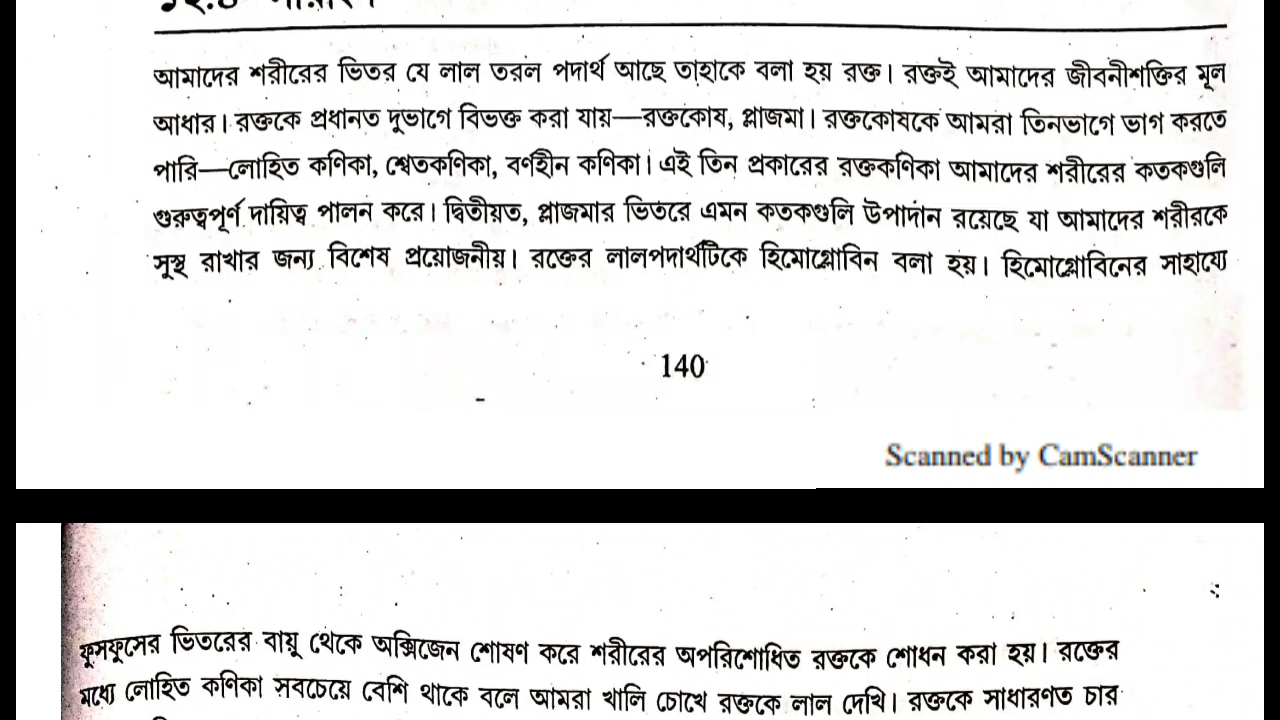 আমাদের শরীরের ভিতর যে লাল তরল পদার্থ আছে তাহাকে বলা হয় রক্ত। রক্তই আমাদের জীবনীশক্তির মূল
আধার। রক্তকে প্রধানত দুভাগে বিভক্ত করা যায়—রক্তকোষ, প্লাজমা। রক্তকোষকে আমরা তিনভাগে ভাগ করতে
পারি—লোহিত কণিকা, শ্বেতকণিকা, বর্ণহীন কণিকা। এই তিন প্রকারের রক্তকণিকা আমাদের শরীরের কতকগুলি
গুরুত্বপূর্ণ দায়িত্ব পালন করে। দ্বিতীয়ত, প্লাজমার ভিতরে এমন কতকগুলি উপাদান রয়েছে যা আমাদের শরীরকে
সুস্থ রাখার জন্য বিশেষ প্রয়োজনীয়। রক্তের লালপদার্থটিকে হিমোগ্লোবিন বলা হয়। হিমোগ্লোবিনের সাহায্যে
140
Scanned by CamScanner
ফুসফুসের ভিতরের বায়ু থেকে অক্সিজেন শোষণ করে শরীরের অপরিশোধিত রক্তকে শোধন করা হয়। রক্তের
মধ্যে লোহিত কণিকা সবচেয়ে বেশি থাকে বলে আমরা খালি চোখে রক্তকে লাল দেখি। রক্তকে সাধারণত চার